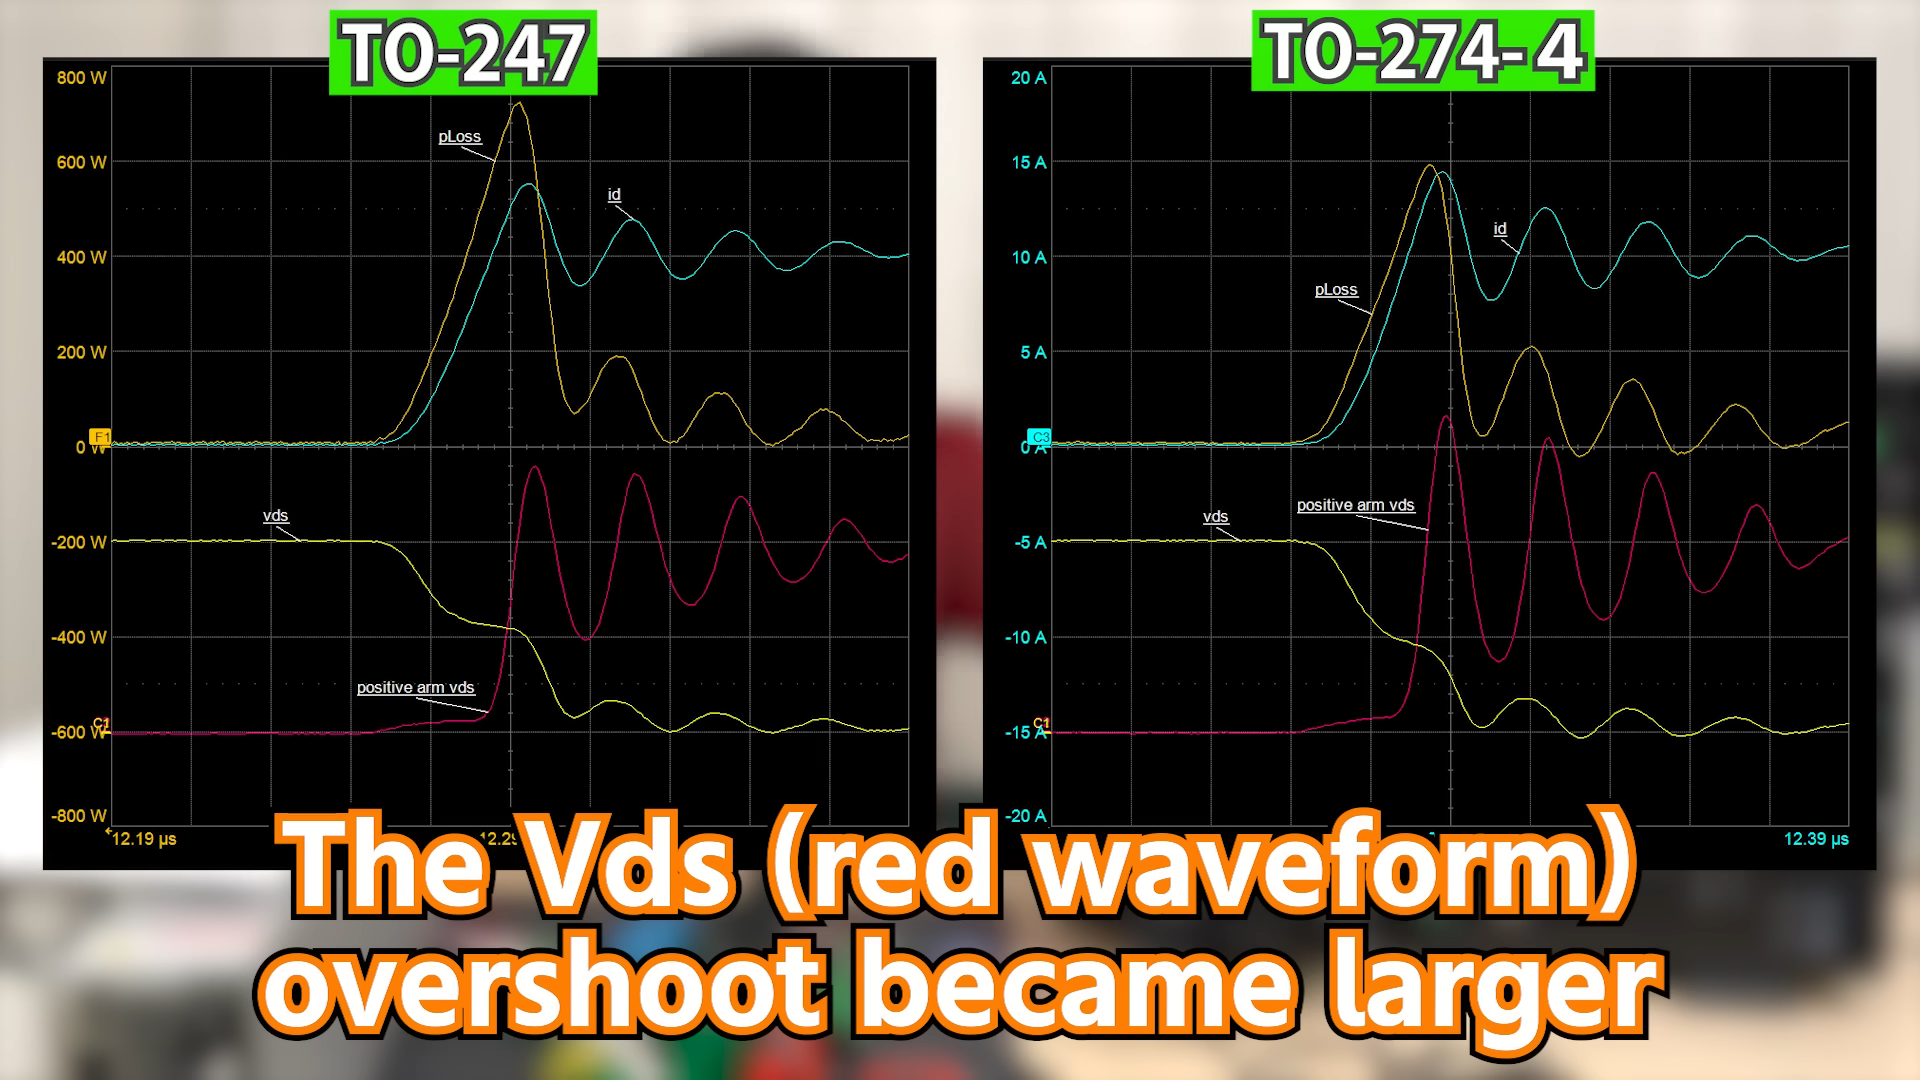 TO-247
TO-274-4
800 W
600 W
400 W
200 W
0 W
-200 W
-400 W
-600 W
-800 W
F1
C1
pLoss
id
vds
positive arm vds
12.19 µs
20 A
15 A
10 A
5 A
0 A
-5 A
-10 A
-15 A
-20 A
C3
C1
id
pLoss
positive arm vds
vds
12.39 µs
The Vds (red waveform)
overshoot became larger